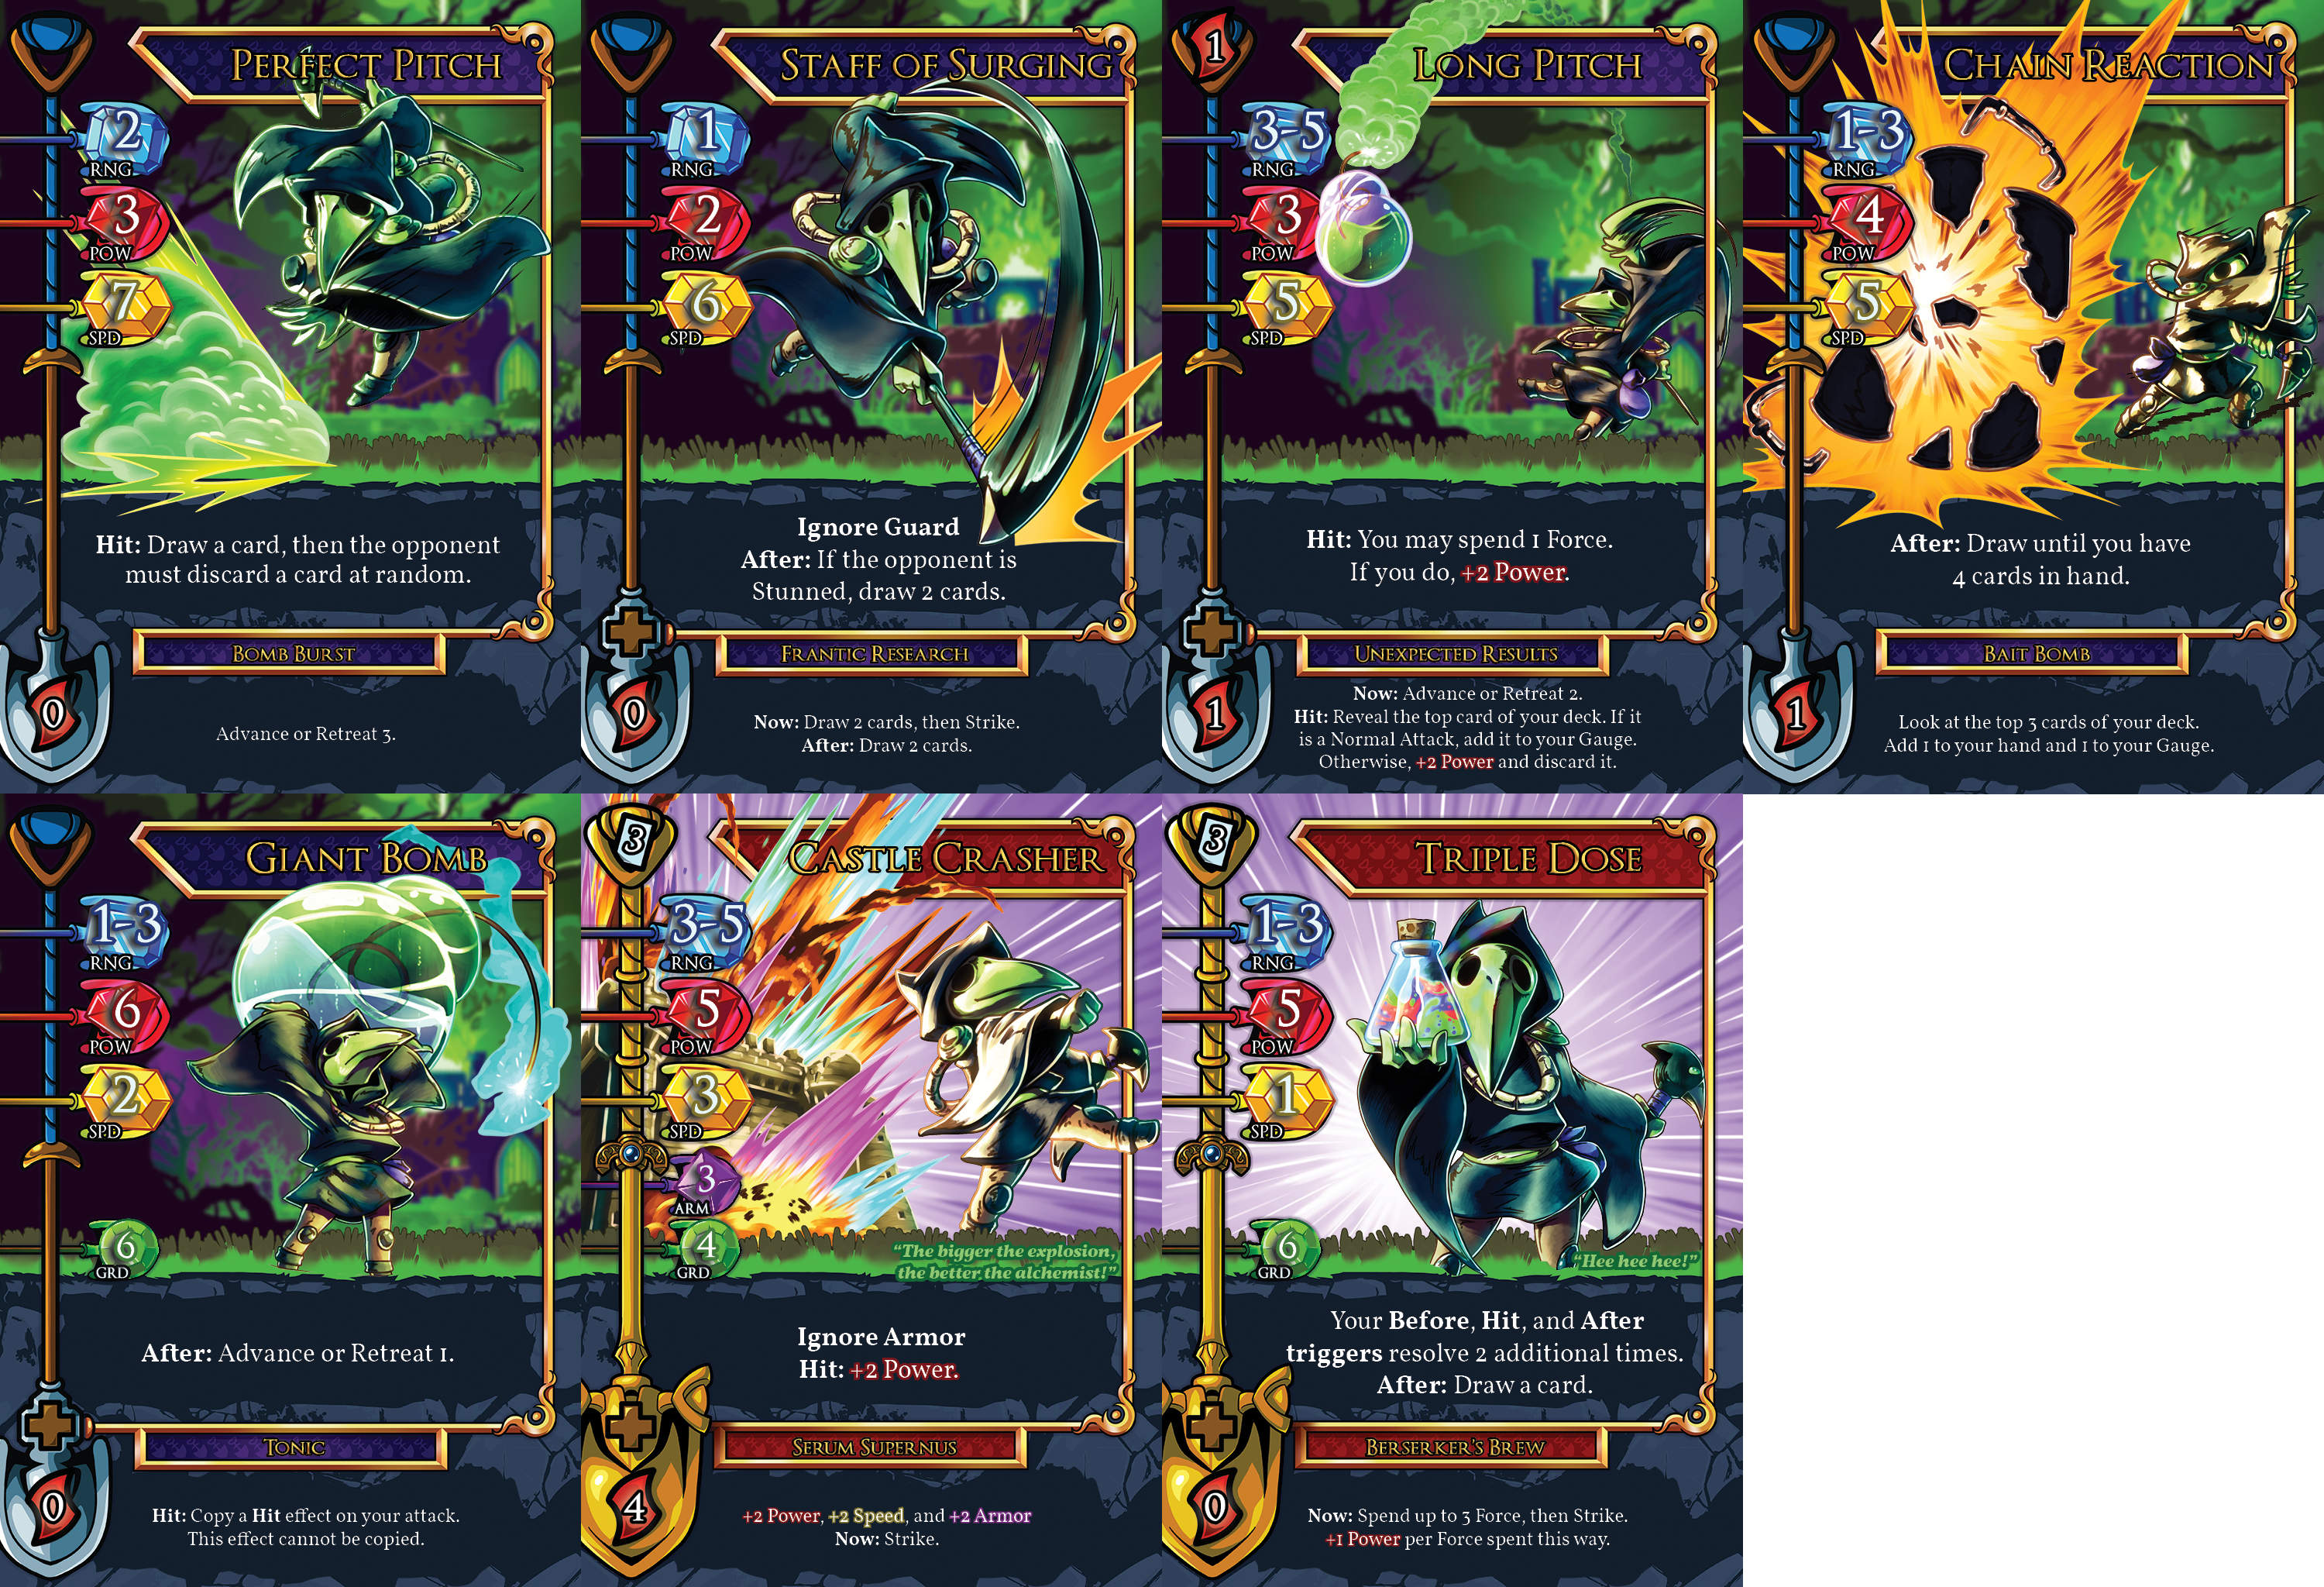 PERFECT PITCH
2
RNG
3
POW
7
SPD
Hit: Draw a card, then the opponent
must discard a card at random.
BOMB BURST
0
Advance or Retreat 3.
STAFF OF SURGING
1
RNG
2
POW
6
SPD
Ignore Guard
After: If the opponent is
Stunned, draw 2 cards.
FRANTIC RESEARCH
0
Now: Draw 2 cards, then Strike.
After: Draw 2 cards.
1
LONG PITCH
3-5
RNG
3
POW
5
SPD
Hit: You may spend 1 Force.
If you do, +2 Power.
UNEXPECTED RESULTS
1
Now: Advance or Retreat 2.
Hit: Reveal the top card of your deck. If it
is a Normal Attack, add it to your Gauge.
Otherwise, +2 Power and discard it.
CHAIN REACTION
1-3
RNG
4
POW
5
SPD
After: Draw until you have
4 cards in hand.
BAIT BOMB
1
Look at the top 3 cards of your deck.
Add 1 to your hand and 1 to your Gauge.
GIANT BOMB
1-3
RNG
6
POW
2
SPD
6
GRD
After: Advance or Retreat 1.
TONIC
0
Hit: Copy a Hit effect on your attack.
This effect cannot be copied.
3
CASTLE CRASHER
3-5
RNG
5
POW
3
SPD
3
ARM
4
GRD
"The bigger the explosion,
the better the alchemist!"
Ignore Armor
Hit: +2 Power.
SERUM SUPERNUS
4
+2 Power, +2 Speed, and +2 Armor
Now: Strike.
3
TRIPLE DOSE
1-3
RNG
5
POW
1
SPD
6
GRD
"Hee hee hee!"
Your Before, Hit, and After
triggers resolve 2 additional times.
After: Draw a card.
BERSERKER'S BREW
0
Now: Spend up to 3 Force, then Strike.
+1 Power per Force spent this way.